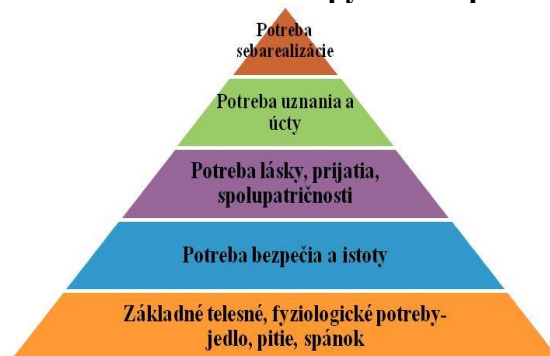 Potreba
sebarealizácie
Potreba uznania a
úcty
Potreba lásky, prijatia,
spolupatričnosti
Potreba bezpečia a istoty
Základné telesné, fyziologické potreby-
jedlo, pitie, spánok